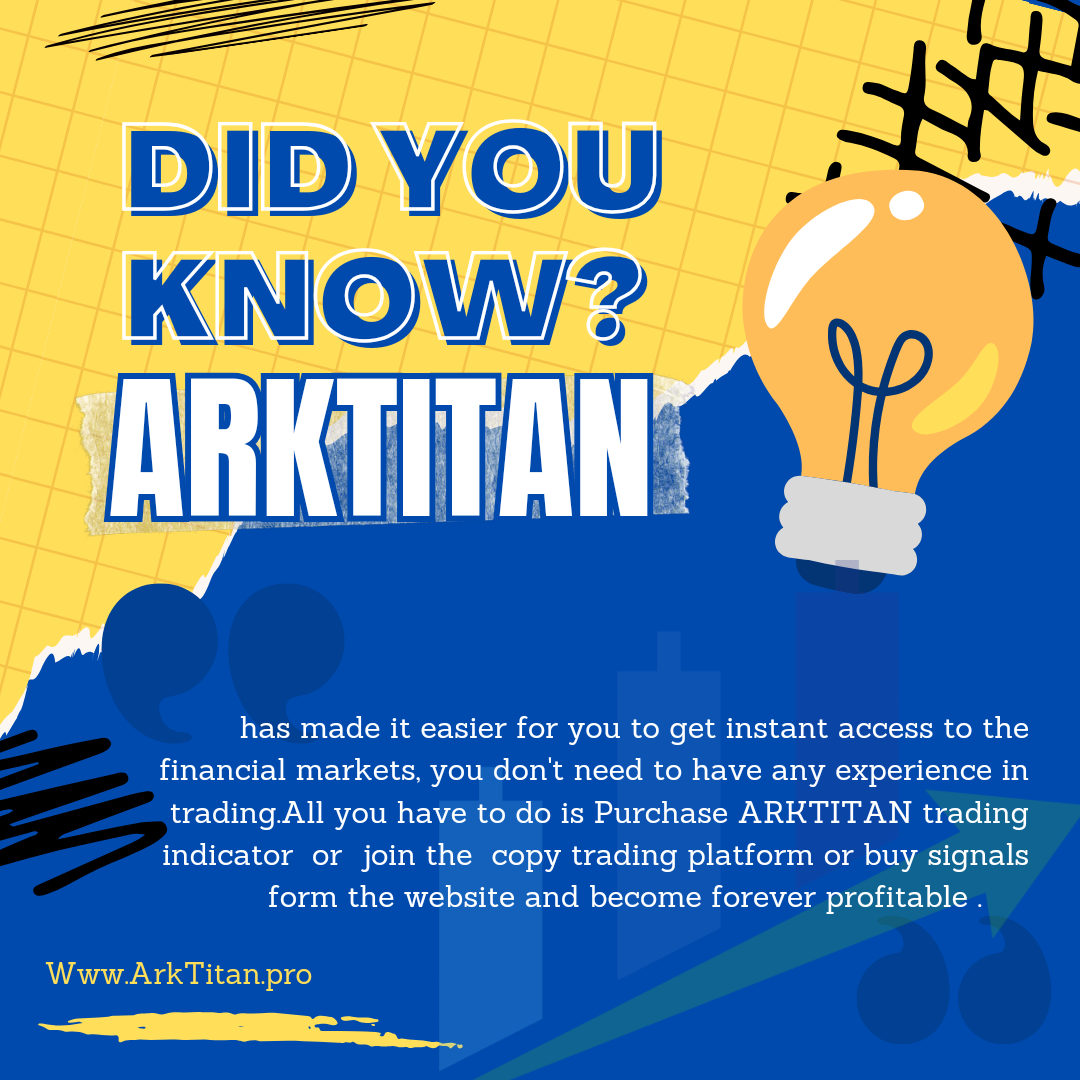 DID YOU
KNOW?
ARKTITAN
has made it easier for you to get instant access to the
financial markets, you don't need to have any experience in
trading.All you have to do is Purchase ARKTITAN trading
indicator or join the copy trading platform or buy signals
form the website and become forever profitable .
Www.ArkTitan.pro